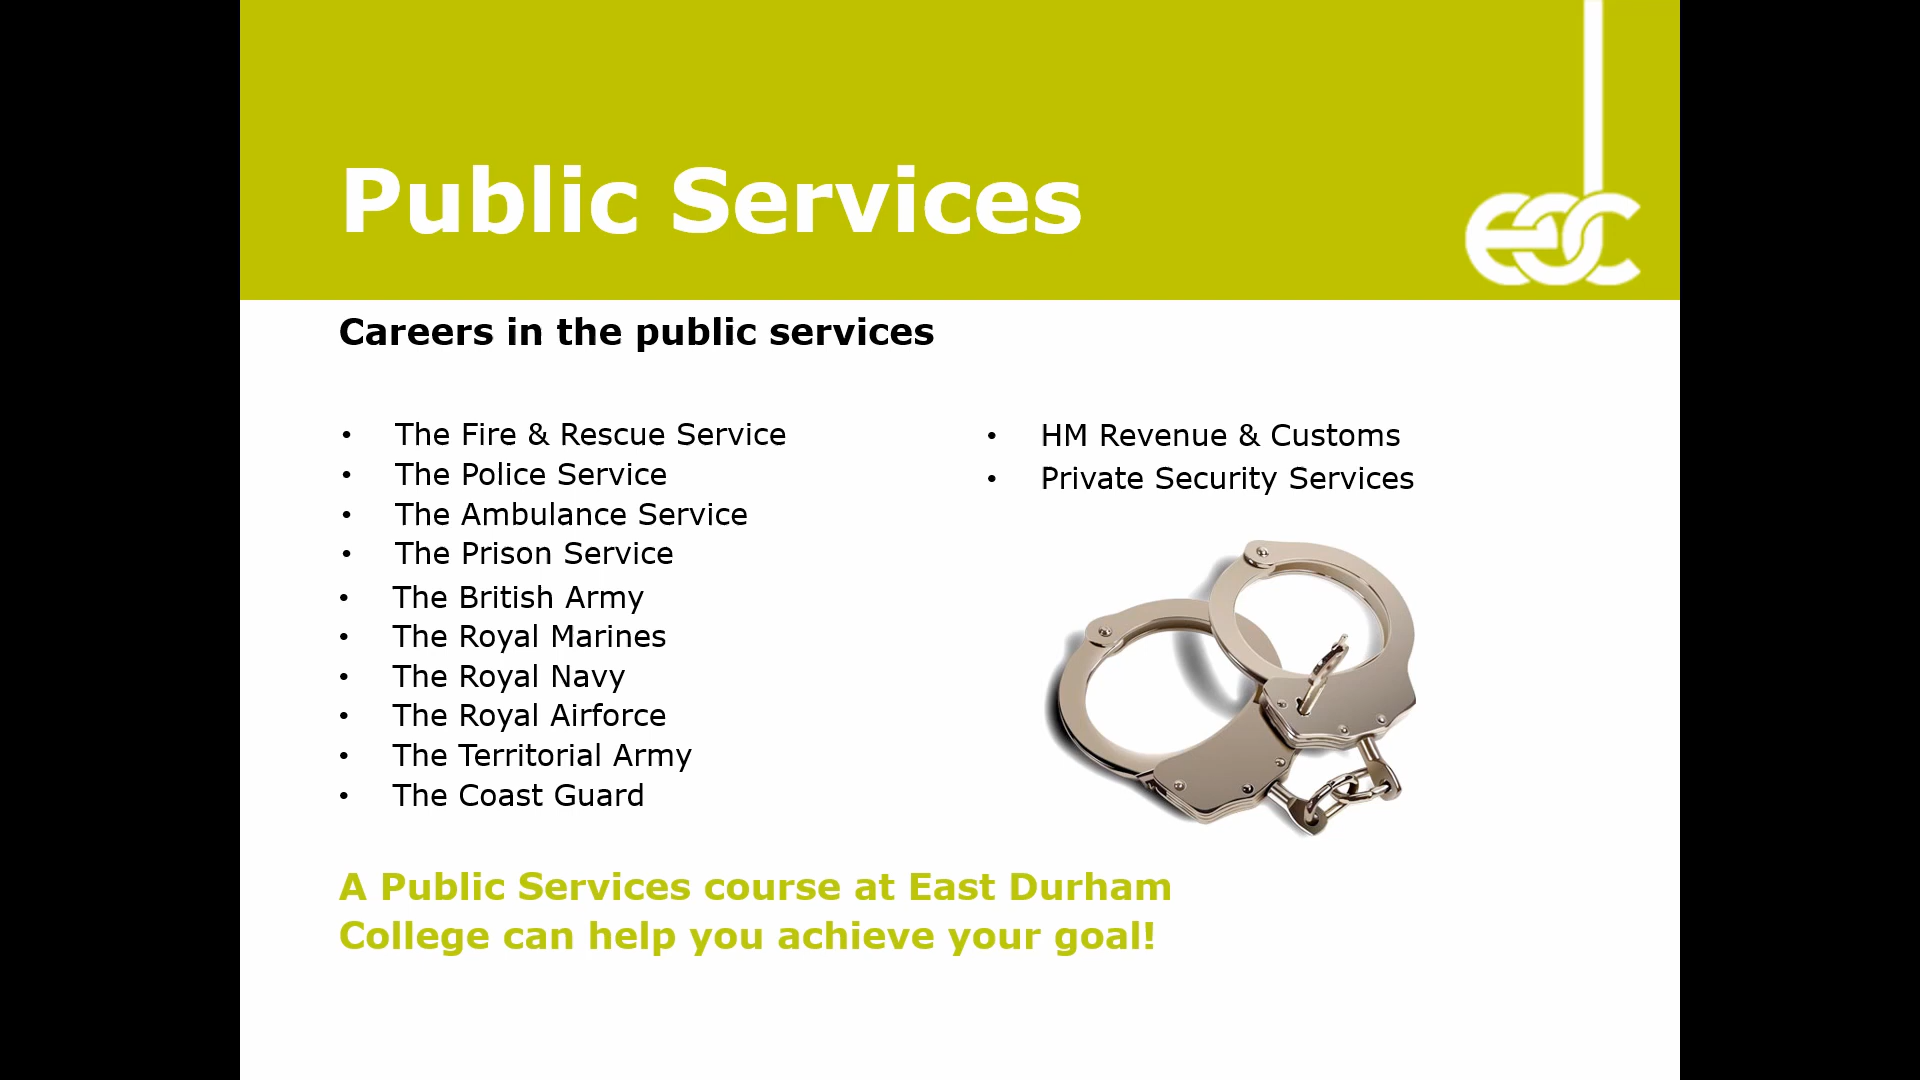 Public Services
edc
Careers in the public services
• The Fire & Rescue Service
• The Police Service
• The Ambulance Service
• The Prison Service
• The British Army
• The Royal Marines
• The Royal Navy
• The Royal Airforce
• The Territorial Army
• The Coast Guard
• HM Revenue & Customs
• Private Security Services
A Public Services course at East Durham
College can help you achieve your goal!